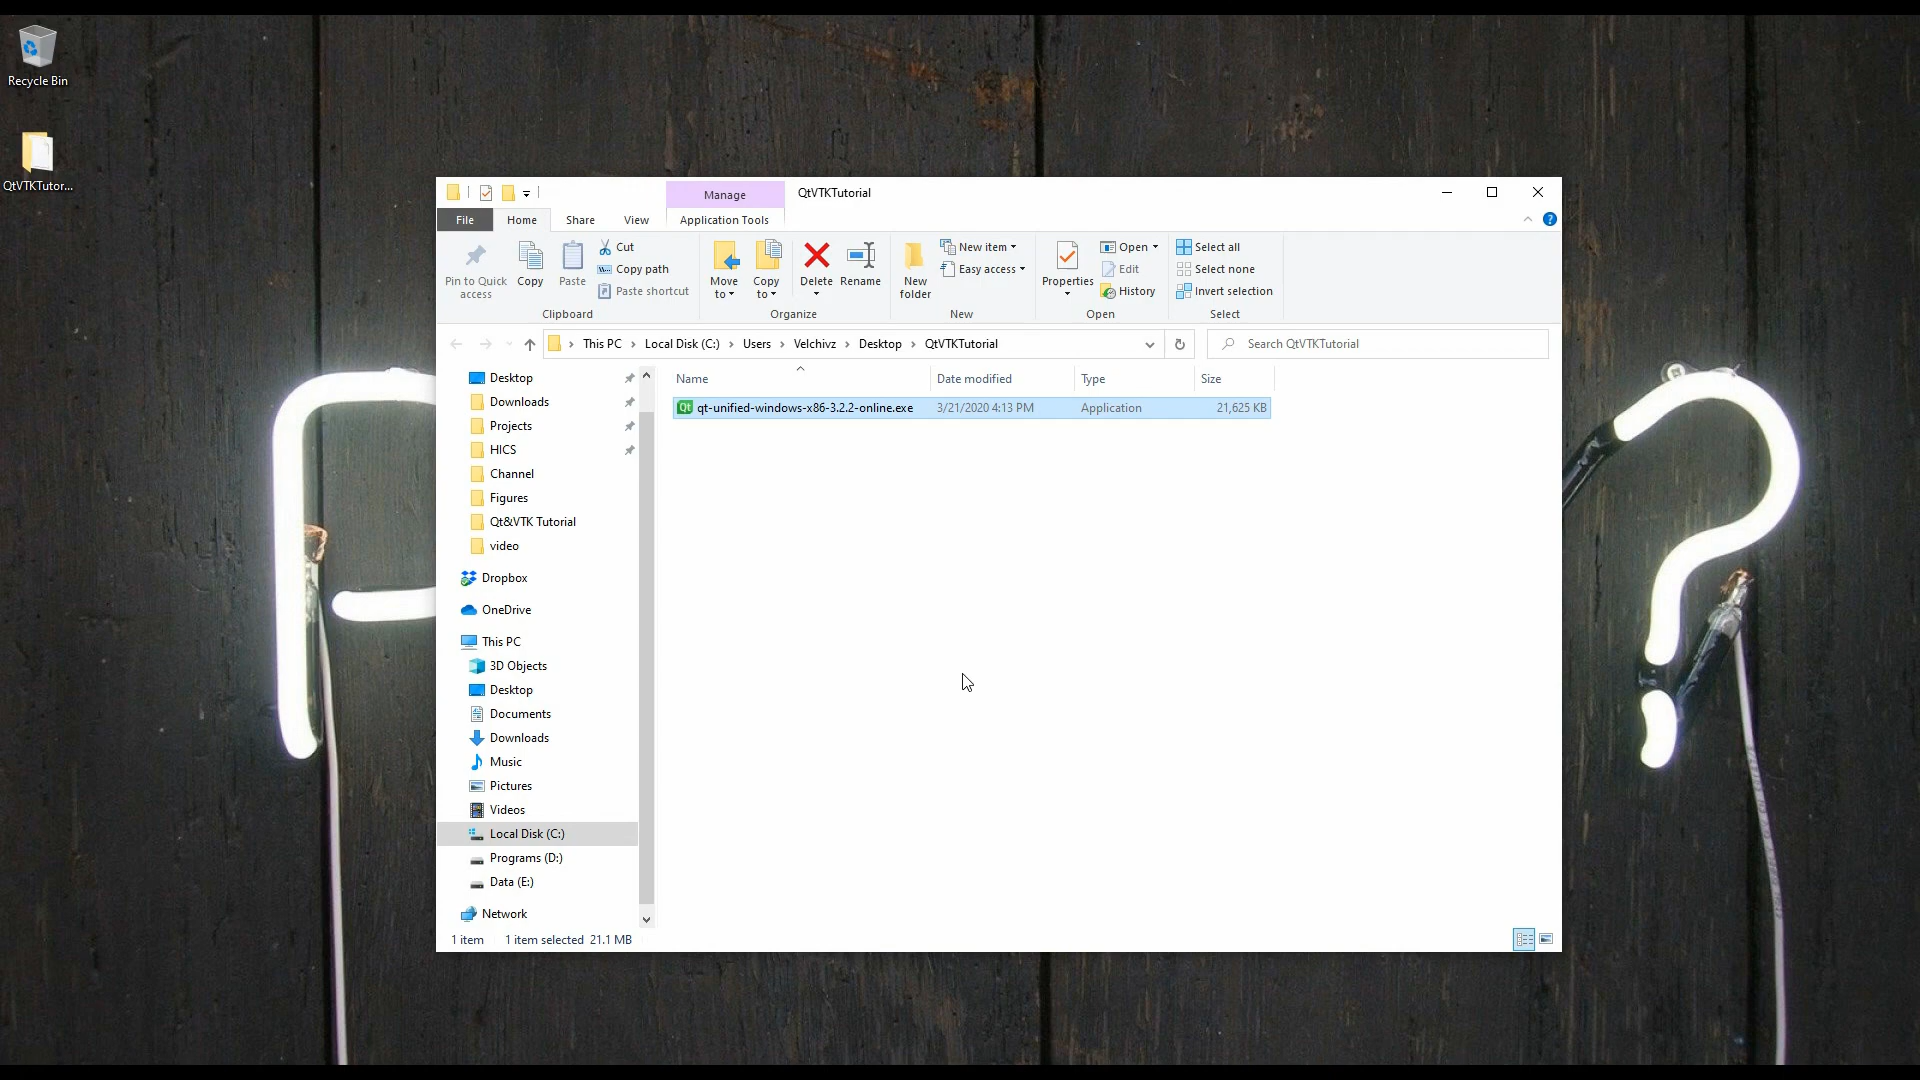 Recycle Bin
QtVTKTutor...
Manage
QtVTKTutorial
File
Home
Share
View
Application Tools
Pin to Quick access
Copy
Paste
Cut
Copy path
Paste shortcut
Clipboard
Move to
Copy to
Delete
Rename
Organize
New folder
New item
Easy access
New
Properties
Open
Edit
History
Open
Select all
Select none
Invert selection
Select
This PC
Local Disk (C:)
Users
Velchivz
Desktop
QtVTKTutorial
Search QtVTKTutorial
Desktop
Downloads
Projects
HICS
Channel
Figures
Qt&VTK Tutorial
video
Dropbox
OneDrive
This PC
3D Objects
Desktop
Documents
Downloads
Music
Pictures
Videos
Local Disk (C:)
Programs (D:)
Data (E:)
Network
Name
Date modified
Type
Size
qt-unified-windows-x86-3.2.2-online.exe
3/21/2020 4:13 PM
Application
21,625 KB
1 item
1 item selected 21.1 MB